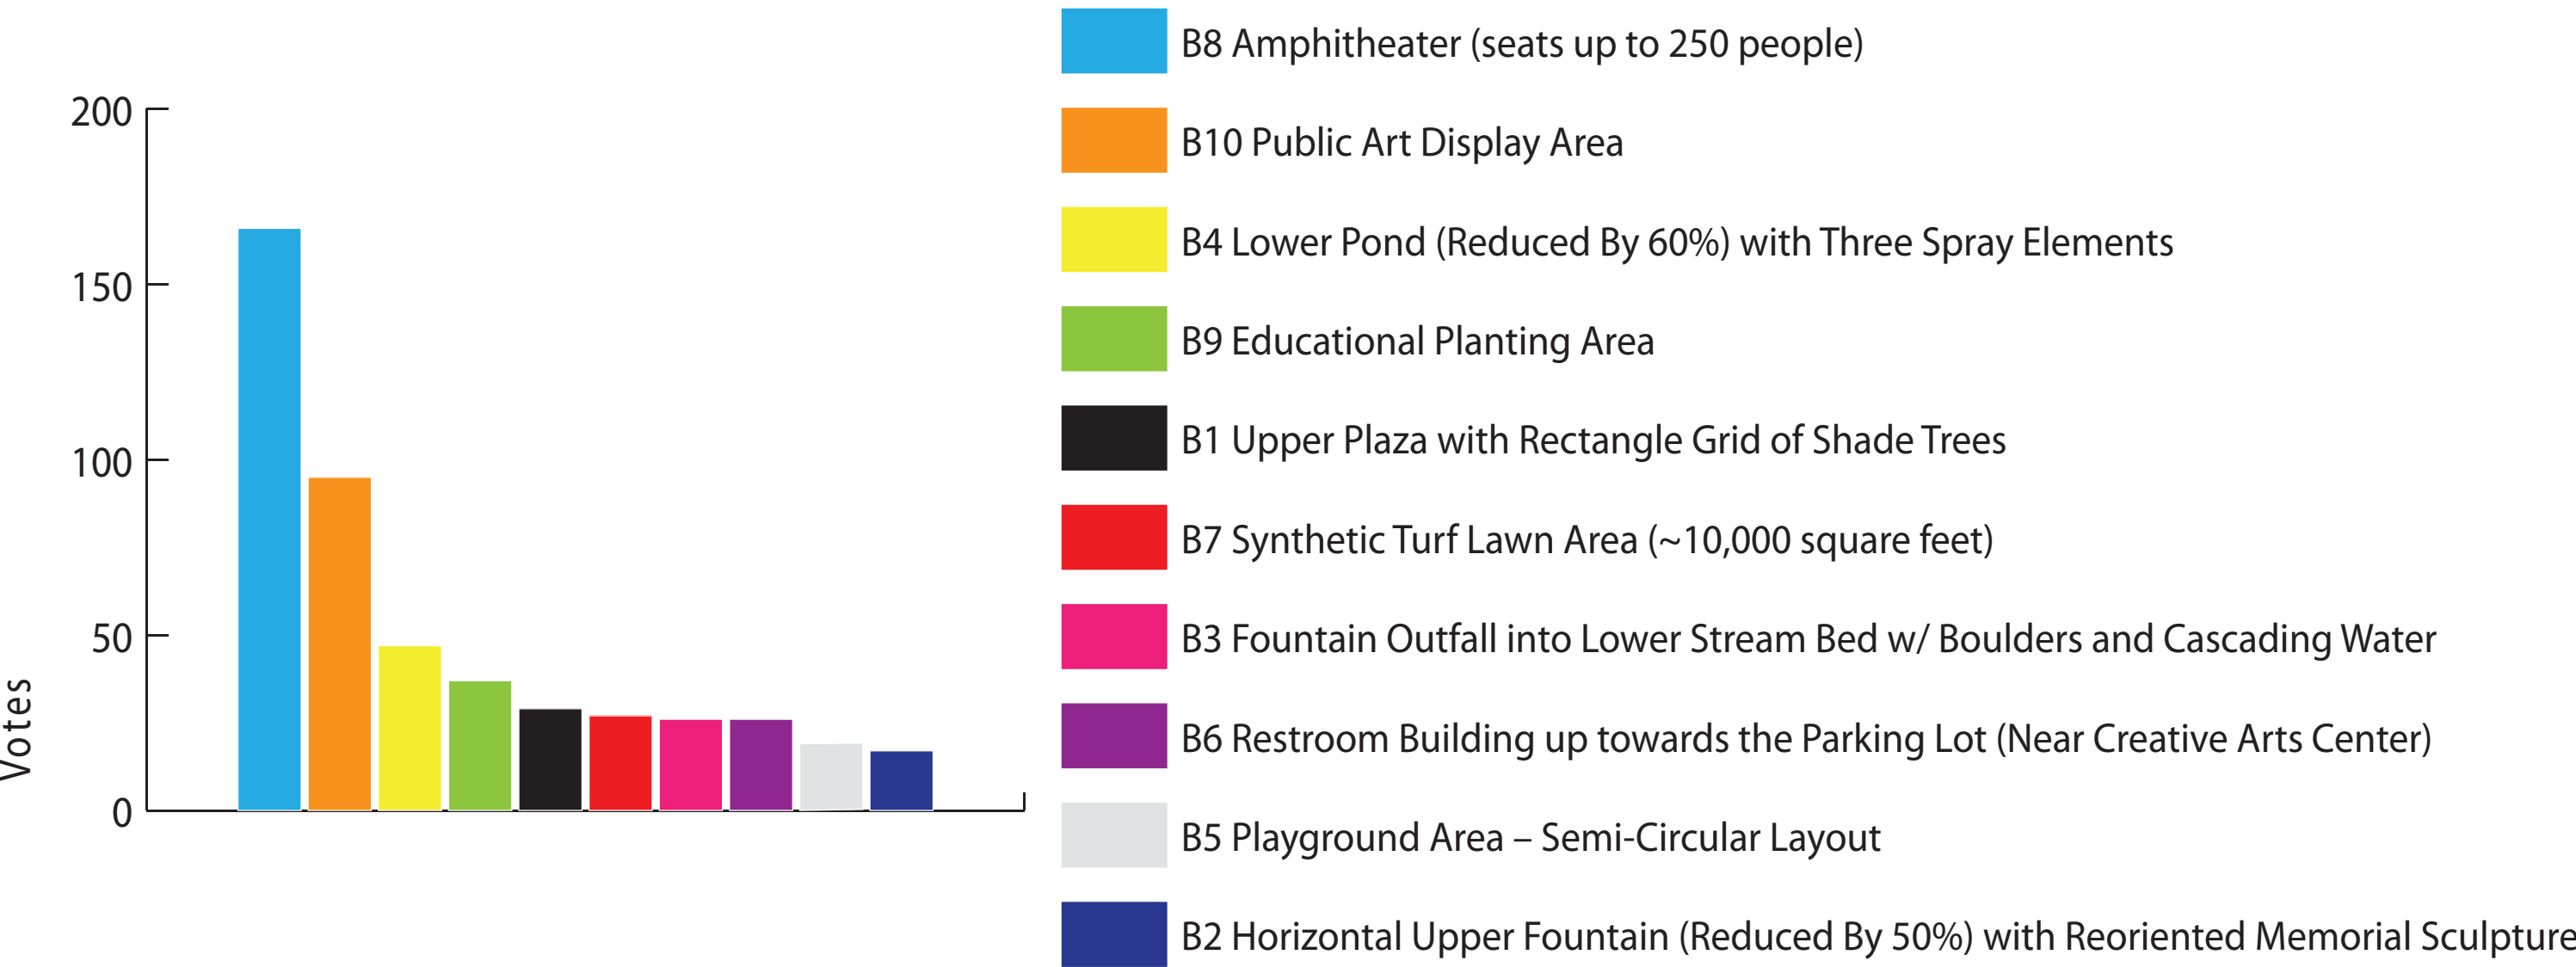 200
150
100
50
0
Votes
B8 Amphitheater (seats up to 250 people)
B10 Public Art Display Area
B4 Lower Pond (Reduced By 60%) with Three Spray Elements
B9 Educational Planting Area
B1 Upper Plaza with Rectangle Grid of Shade Trees
B7 Synthetic Turf Lawn Area (~10,000 square feet)
B3 Fountain Outfall into Lower Stream Bed w/ Boulders and Cascading Water
B6 Restroom Building up towards the Parking Lot (Near Creative Arts Center)
B5 Playground Area – Semi-Circular Layout
B2 Horizontal Upper Fountain (Reduced By 50%) with Reoriented Memorial Sculpture